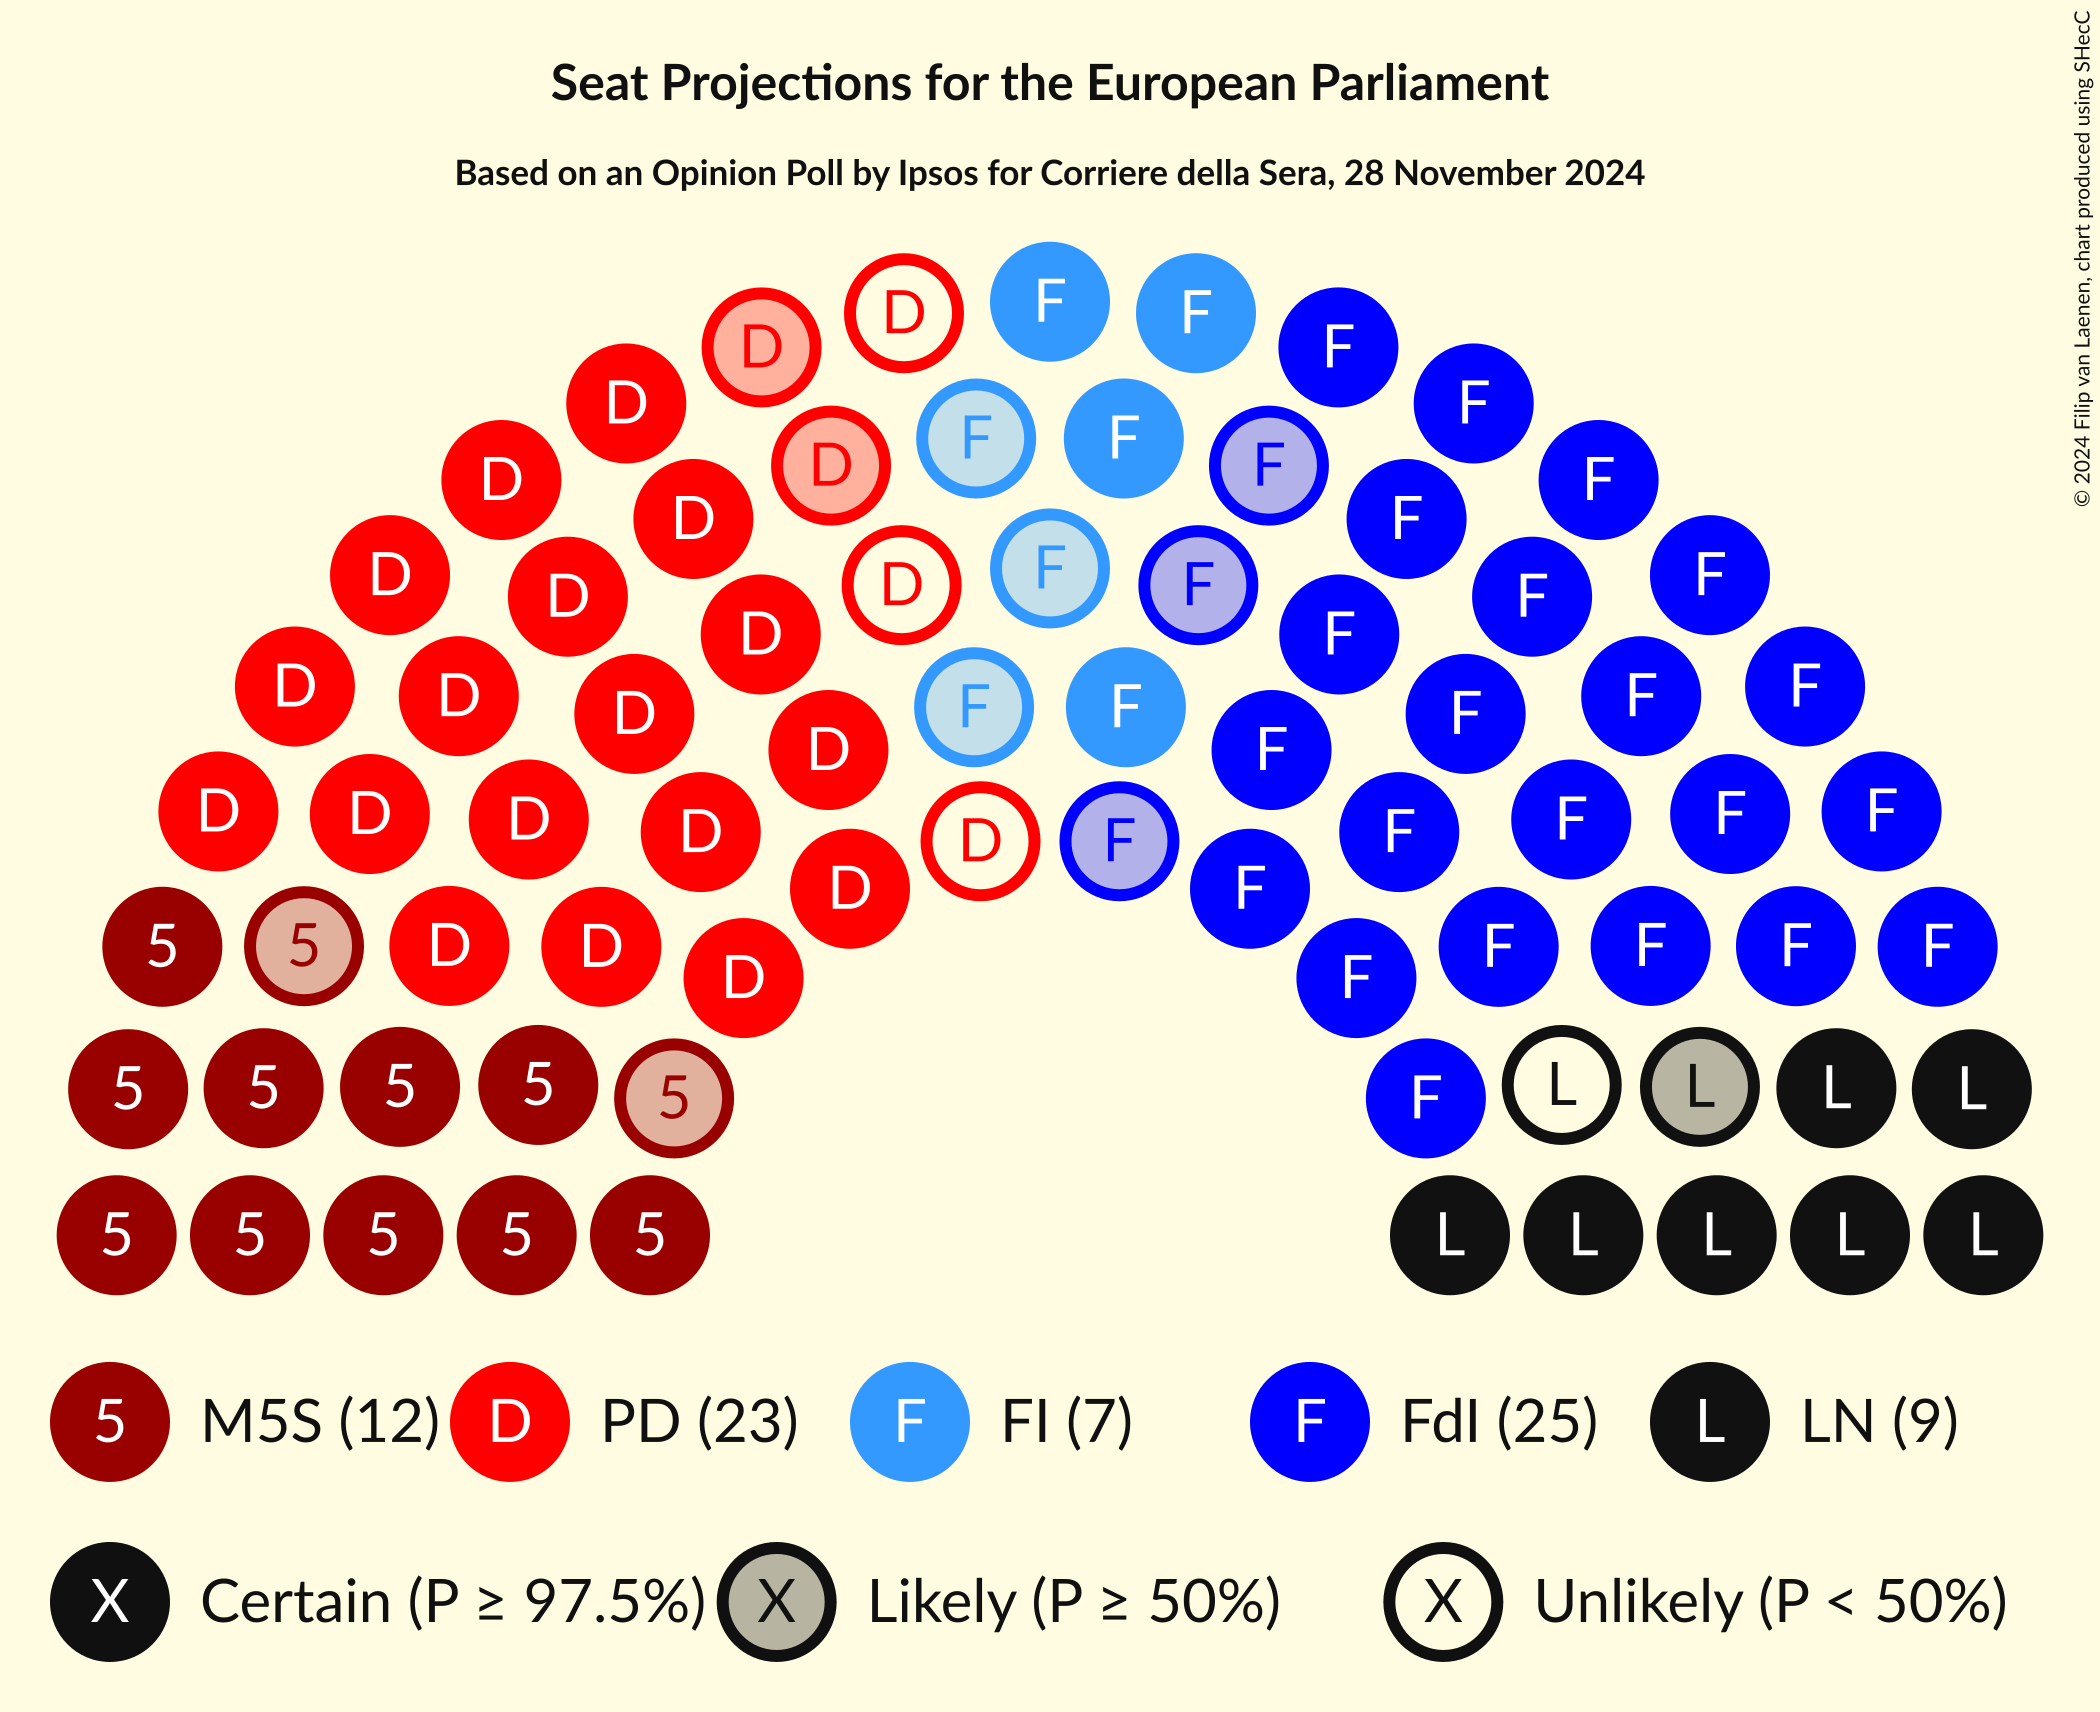 Seat Projections for the European Parliament
Based on an Opinion Poll by Ipsos for Corriere della Sera, 28 November 2024
© 2024 Filip van Laenen, chart produced using SHecC
D F F
D F
D F
F F
D F
D F
D F
D F F
D D F F
D F
D D D F F F F F
D F
D D D D D F F F F F
D F
5 5 D D F F F F
D F
5 5 5 5 5 F L L L L
5 5 5 5 5 L L L L L
5 M5S (12) D PD (23) F FI (7) F FdI (25) L LN (9)
X Certain (P ≥ 97.5%) X Likely (P ≥ 50%) X Unlikely (P < 50%)